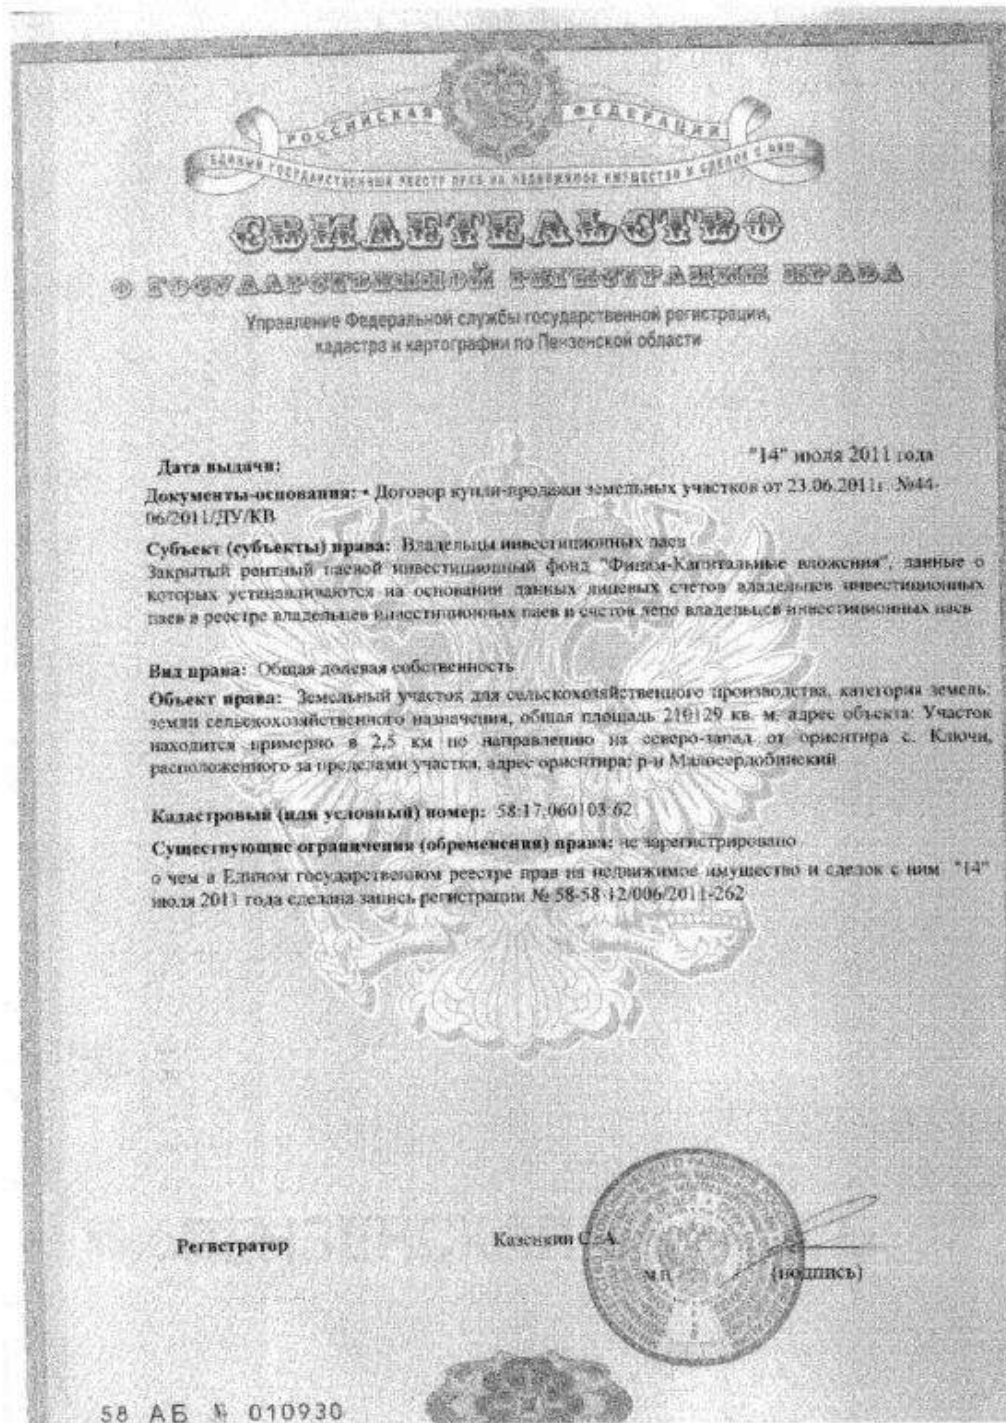 РОССИЙСКАЯ ФЕДЕРАЦИЯ
ЕДИНЫЙ ГОСУДАРСТВЕННЫЙ РЕЕСТР ПРАВ НА НЕДВИЖИМОЕ ИМУЩЕСТВО И СДЕЛОК С НИМ
СВИДЕТЕЛЬСТВО
О ГОСУДАРСТВЕННОЙ РЕГИСТРАЦИИ ПРАВА
Управление Федеральной службы государственной регистрации,
кадастра и картографии по Пензенской области
Дата выдачи: "14" июля 2011 года
Документы-основания: • Договор купли-продажи земельных участков от 23.06.2011г. №44-
06/2011/ДУ/КВ
Субъект (субъекты) права: Владельцы инвестиционных паев
Закрытый рентный паевой инвестиционный фонд "Финам-Капитальные вложения", данные о
которых устанавливаются на основании данных лицевых счетов владельцев инвестиционных
паев в реестре владельцев инвестиционных паев и счетов депо владельцев инвестиционных паев
Вид права: Общая долевая собственность
Объект права: Земельный участок для сельскохозяйственного производства, категория земель:
земли сельскохозяйственного назначения, общая площадь 210129 кв. м, адрес объекта: Участок
находится примерно в 2,5 км по направлению на северо-запад от ориентира с. Ключи,
расположенного за пределами участка, адрес ориентира: р-н Малосердобинский
Кадастровый (или условный) номер: 58:17:060103:62
Существующие ограничения (обременения) права: не зарегистрировано
о чем в Едином государственном реестре прав на недвижимое имущество и сделок с ним "14"
июля 2011 года сделана запись регистрации № 58-58-12/006/2011-262
Регистратор
С. А.
М.П.
(подпись)
58 АБ № 010930